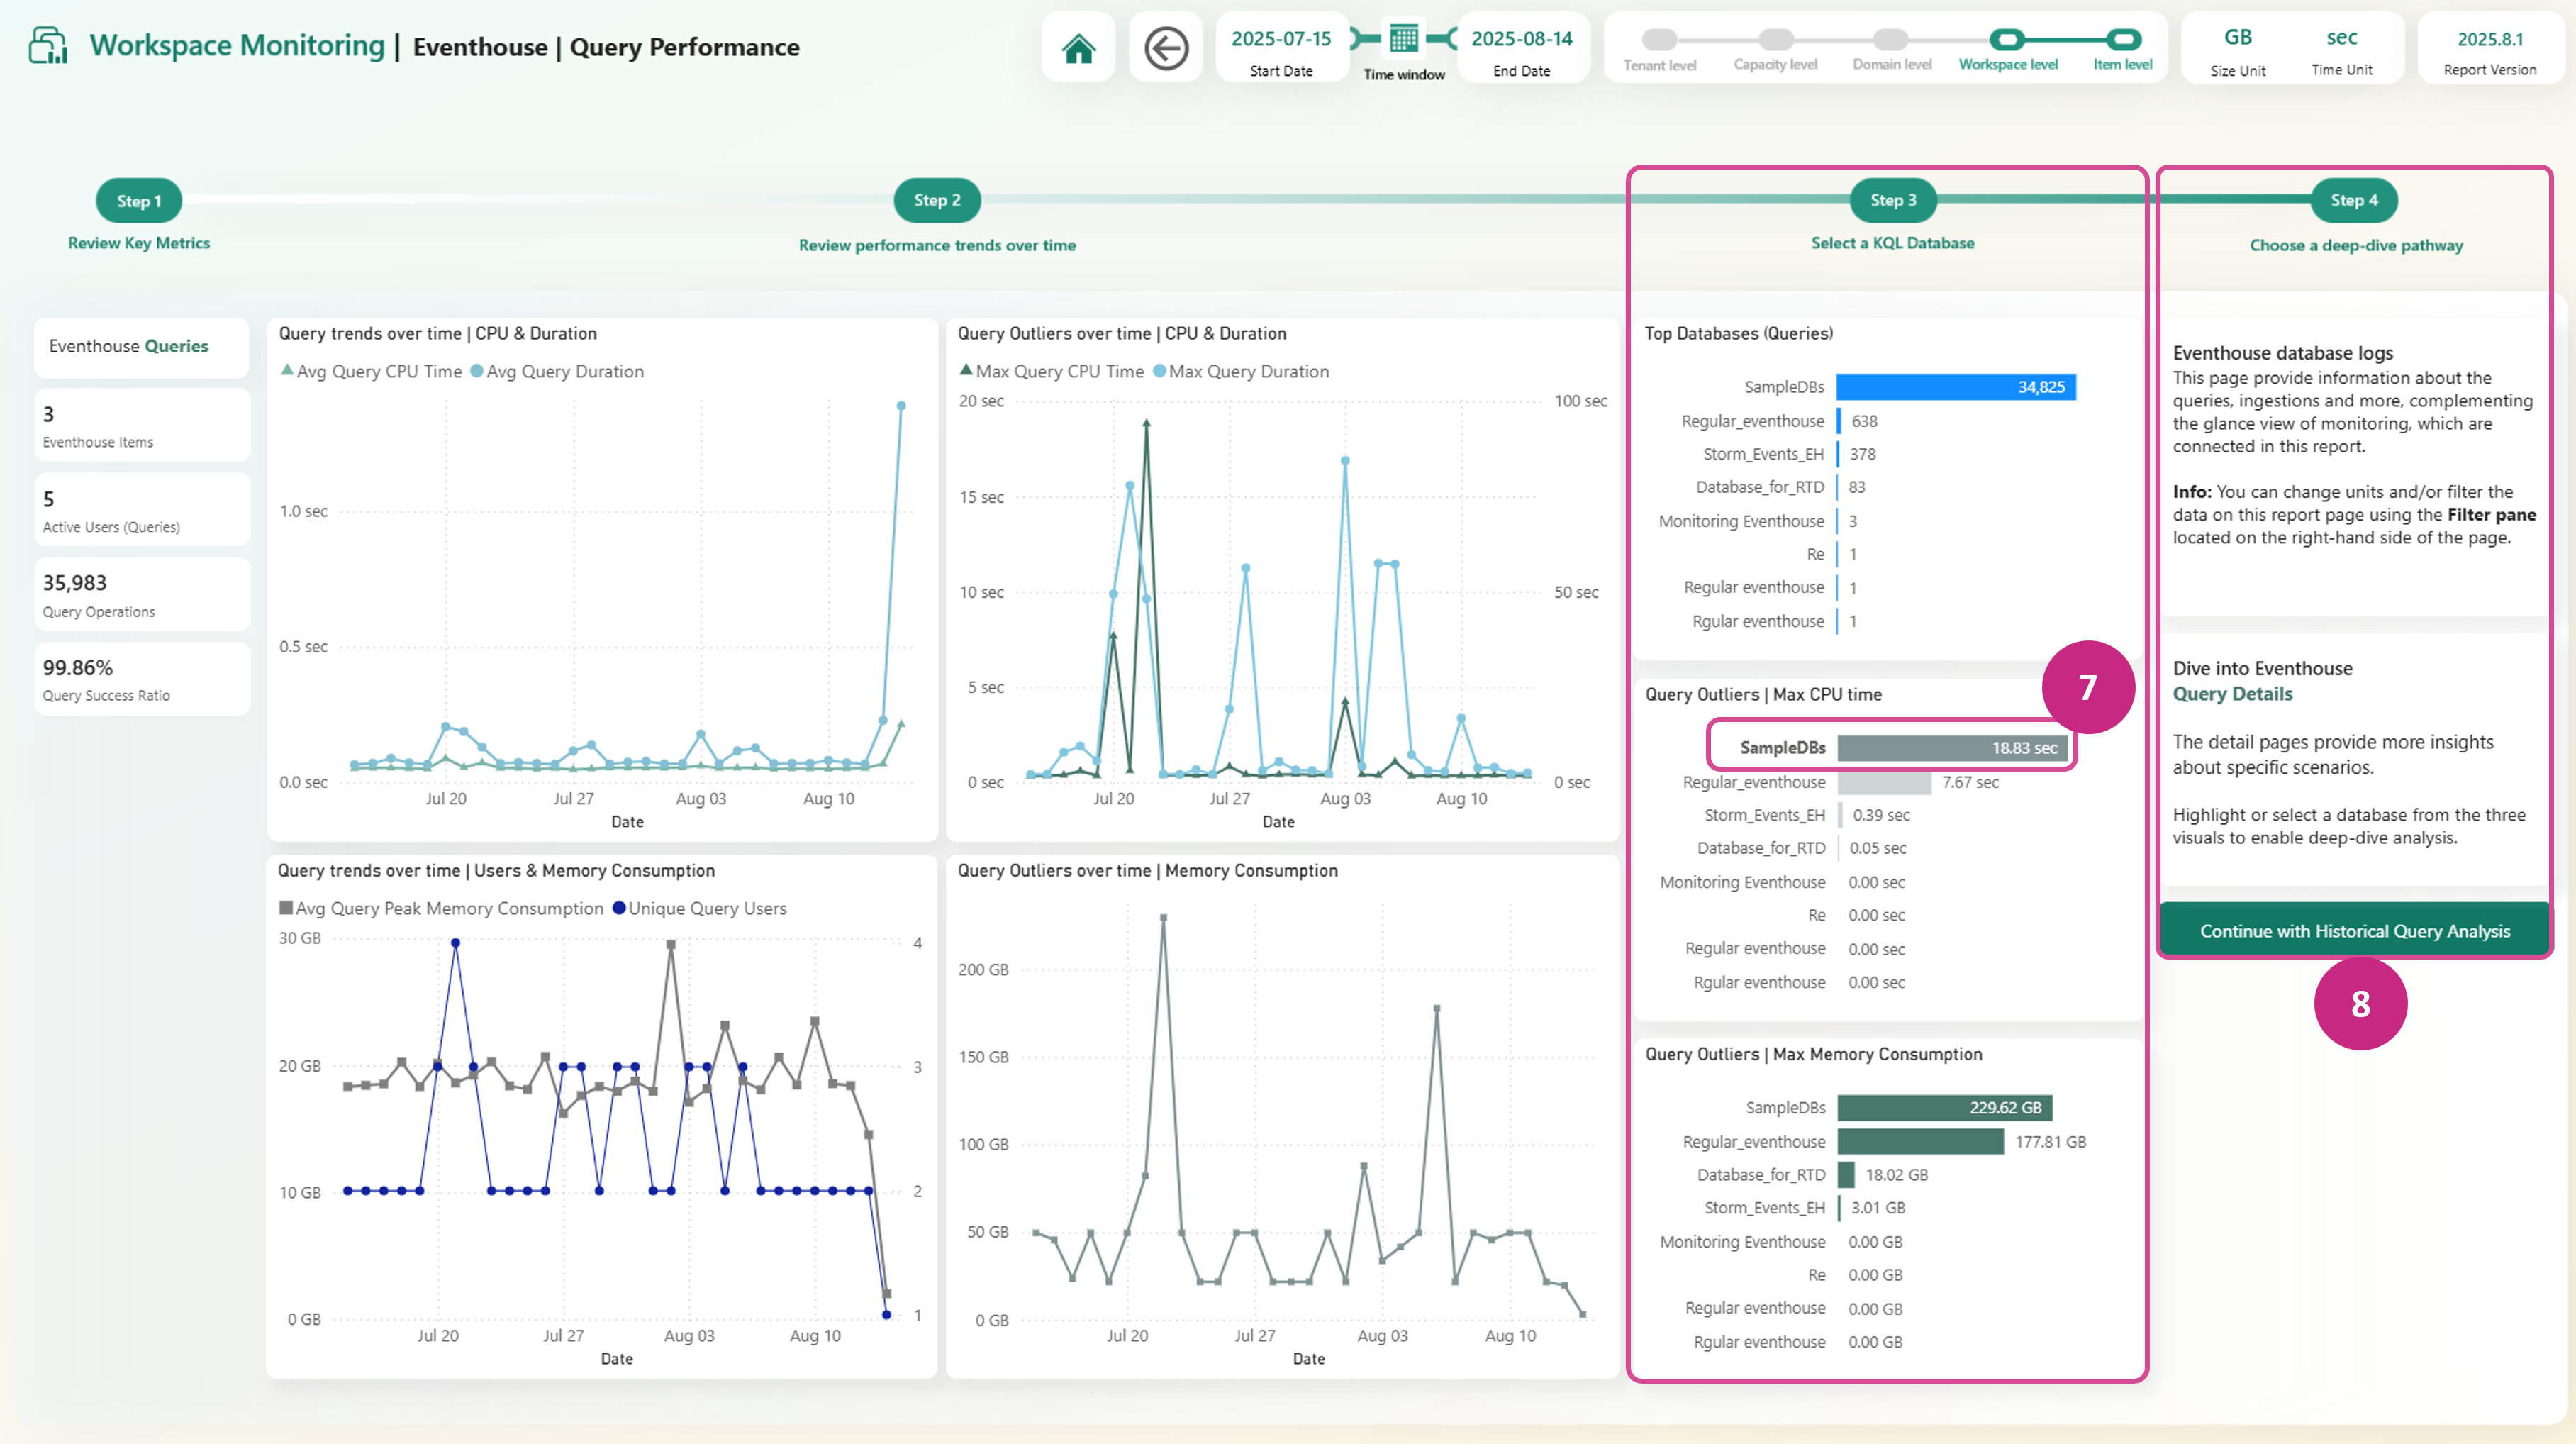 Workspace Monitoring | Eventhouse | Query Performance
2025-07-15
Start Date
Time window
2025-08-14
End Date
Tenant level
Capacity level
Domain level
Workspace level
Item level
GB
Size Unit
sec
Time Unit
2025.8.1
Report Version
Step 1
Review Key Metrics
Step 2
Review performance trends over time
Step 3
Select a KQL Database
Step 4
Choose a deep-dive pathway
Eventhouse Queries
3
Eventhouse Items
5
Active Users (Queries)
35,983
Query Operations
99.86%
Query Success Ratio
Query trends over time | CPU & Duration
Avg Query CPU Time Avg Query Duration
1.0 sec
0.5 sec
0.0 sec
Jul 20 Jul 27 Aug 03 Aug 10
Date
Query Outliers over time | CPU & Duration
Max Query CPU Time Max Query Duration
20 sec 100 sec
15 sec
10 sec 50 sec
5 sec
0 sec 0 sec
Jul 20 Jul 27 Aug 03 Aug 10
Date
Query trends over time | Users & Memory Consumption
Avg Query Peak Memory Consumption Unique Query Users
30 GB 4
20 GB 3
10 GB 2
0 GB 1
Jul 20 Jul 27 Aug 03 Aug 10
Date
Query Outliers over time | Memory Consumption
200 GB
150 GB
100 GB
50 GB
0 GB
Jul 20 Jul 27 Aug 03 Aug 10
Date
Top Databases (Queries)
SampleDBs 34,825
Regular_eventhouse 638
Storm_Events_EH 378
Database_for_RTD 83
Monitoring Eventhouse 3
Re 1
Regular eventhouse 1
Rgular eventhouse 1
7
Query Outliers | Max CPU time
SampleDBs 18.83 sec
Regular_eventhouse 7.67 sec
Storm_Events_EH 0.39 sec
Database_for_RTD 0.05 sec
Monitoring Eventhouse 0.00 sec
Re 0.00 sec
Regular eventhouse 0.00 sec
Rgular eventhouse 0.00 sec
Query Outliers | Max Memory Consumption
SampleDBs 229.62 GB
Regular_eventhouse 177.81 GB
Database_for_RTD 18.02 GB
Storm_Events_EH 3.01 GB
Monitoring Eventhouse 0.00 GB
Re 0.00 GB
Regular eventhouse 0.00 GB
Rgular eventhouse 0.00 GB
Eventhouse database logs
This page provide information about the
queries, ingestions and more, complementing
the glance view of monitoring, which are
connected in this report.
Info: You can change units and/or filter the
data on this report page using the Filter pane
located on the right-hand side of the page.
Dive into Eventhouse
Query Details
The detail pages provide more insights
about specific scenarios.
Highlight or select a database from the three
visuals to enable deep-dive analysis.
Continue with Historical Query Analysis
8